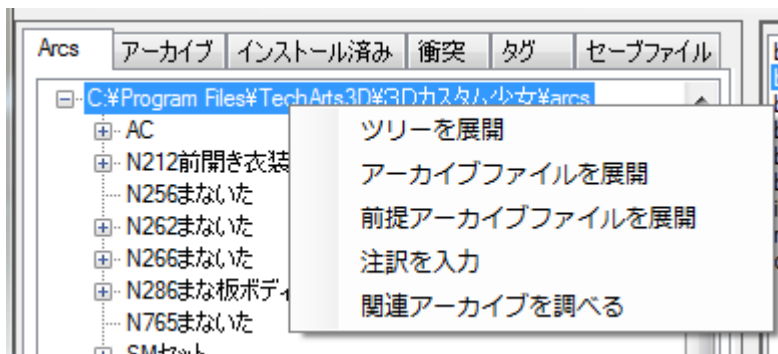 Arcs アーカイブ インストール済み 衝突 タグ セーブファイル
C:¥Program Files¥TechArts3D¥3Dカスタム少女¥arcs
AC
N212前開き衣装
N256まないた
N262まないた
N266まないた
N286まな板ボディ
N765まないた
SMセット
ツリーを展開
アーカイブファイルを展開
前提アーカイブファイルを展開
注訳を入力
関連アーカイブを調べる